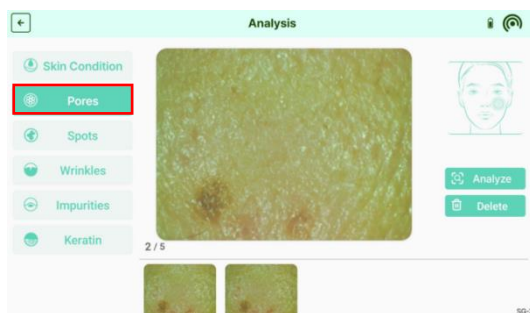 Analysis
Skin Condition
Pores
Spots
Wrinkles
Impurities
Keratin
2 / 5
Analyze
Delete